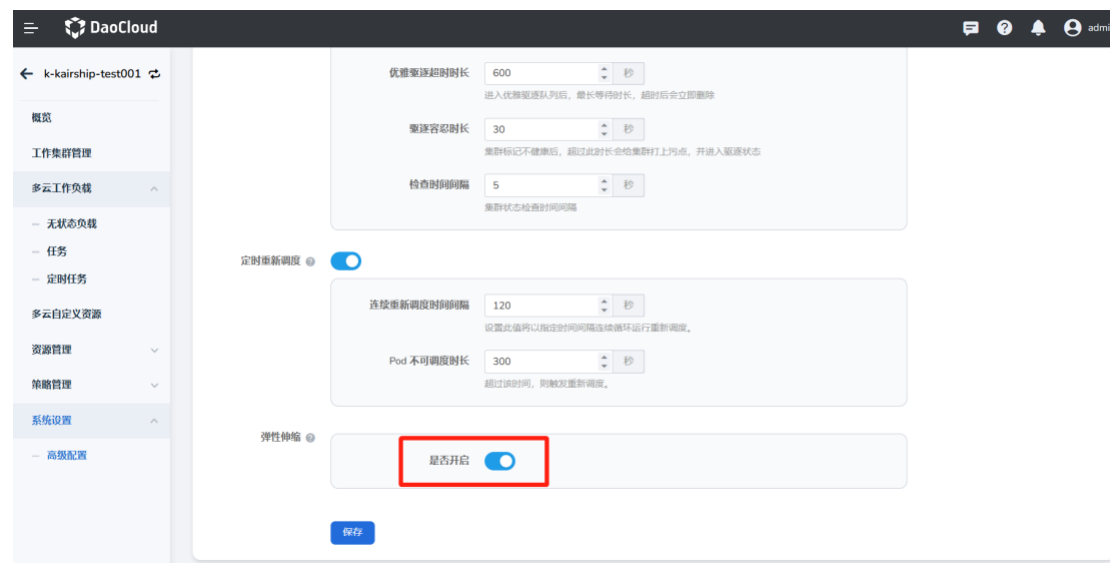 DaoCloud
admi
k-kairship-test001
概览
工作集群管理
多云工作负载
无状态负载
任务
定时任务
多云自定义资源
资源管理
策略管理
系统设置
高级配置
优雅驱逐超时时长 600 秒
进入优雅驱逐队列后，最长等待时长，超时后会立即删除
驱逐容忍时长 30 秒
集群标记不健康后，超过此时长会给集群打上污点，并进入驱逐状态
检查时间间隔 5 秒
集群状态检查时间间隔
定时重新调度
连续重新调度时间间隔 120 秒
设置此值将以指定时间间隔连续循环运行重新调度。
Pod 不可调度时长 300 秒
超过该时间，则触发重新调度。
弹性伸缩
是否开启
保存